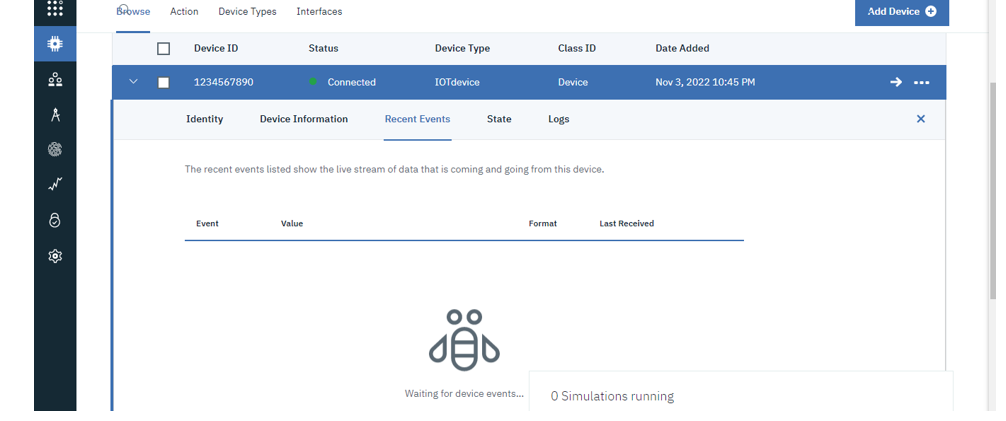 Browse Action Device Types Interfaces Add Device
Device ID Status Device Type Class ID Date Added
1234567890 Connected IOTdevice Device Nov 3, 2022 10:45 PM
Identity Device Information Recent Events State Logs
The recent events listed show the live stream of data that is coming and going from this device.
Event Value Format Last Received
Waiting for device events...
0 Simulations running